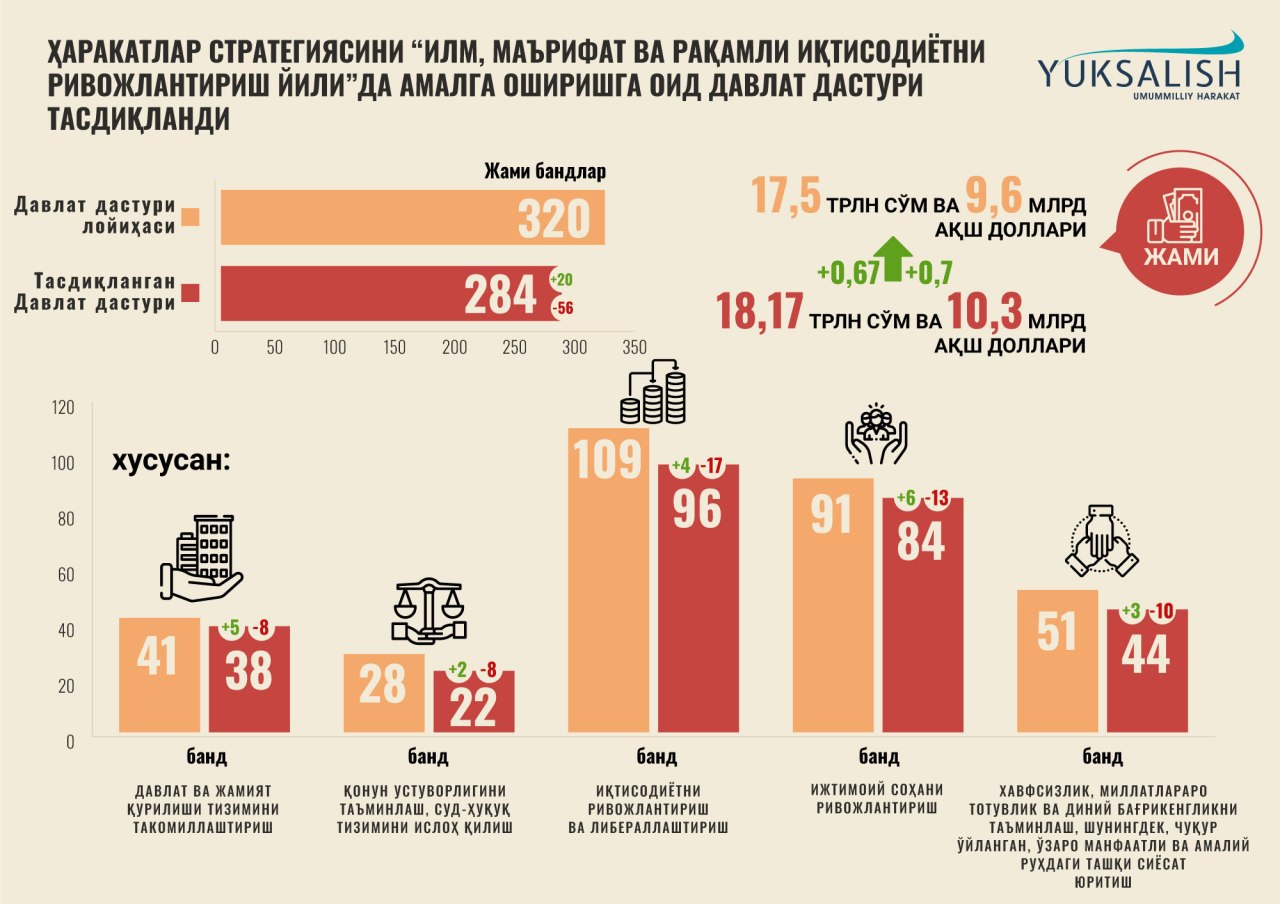 ҲАРАКАТЛАР СТРАТЕГИЯСИНИ “ИЛМ, МАЪРИФАТ ВА РАҚАМЛИ ИҚТИСОДИЁТНИ
РИВОЖЛАНТИРИШ ЙИЛИ”ДА АМАЛГА ОШИРИШГА ОИД ДАВЛАТ ДАСТУРИ
ТАСДИҚЛАНДИ
YUKSALISH
UMUMMILLIY HARAKAT
Жами бандлар
Давлат дастури
лойиҳаси
320
Тасдиқланган
Давлат дастури
284
+20
-56
0 50 100 150 200 250 300 350
17,5 ТРЛН СЎМ ВА 9,6 МЛРД
АҚШ ДОЛЛАРИ
+0,67 +0,7
18,17 ТРЛН СЎМ ВА 10,3 МЛРД
АҚШ ДОЛЛАРИ
ЖАМИ
хусусан:
120
100
80
60
40
20
0
41
+5 -8
38
28
+2 -8
22
109
+4 -17
96
91
+6 -13
84
51
+3 -10
44
банд
ДАВЛАТ ВА ЖАМИЯТ
ҚУРИЛИШИ ТИЗИМИНИ
ТАКОМИЛЛАШТИРИШ
банд
ҚОНУН УСТУВОРЛИГИНИ
ТАЪМИНЛАШ, СУД-ҲУҚУҚ
ТИЗИМИНИ ИСЛОҲ ҚИЛИШ
банд
ИҚТИСОДИЁТНИ
РИВОЖЛАНТИРИШ
ВА ЛИБЕРАЛЛАШТИРИШ
банд
ИЖТИМОИЙ СОҲАНИ
РИВОЖЛАНТИРИШ
банд
ХАВФСИЗЛИК, МИЛЛАТЛАРАРО
ТОТУВЛИК ВА ДИНИЙ БАҒРИКЕНГЛИКНИ
ТАЪМИНЛАШ, ШУНИНГДЕК, ЧУҚУР
ЎЙЛАНГАН, ЎЗАРО МАНФААТЛИ ВА АМАЛИЙ
РУҲДАГИ ТАШҚИ СИЁСАТ
ЮРИТИШ